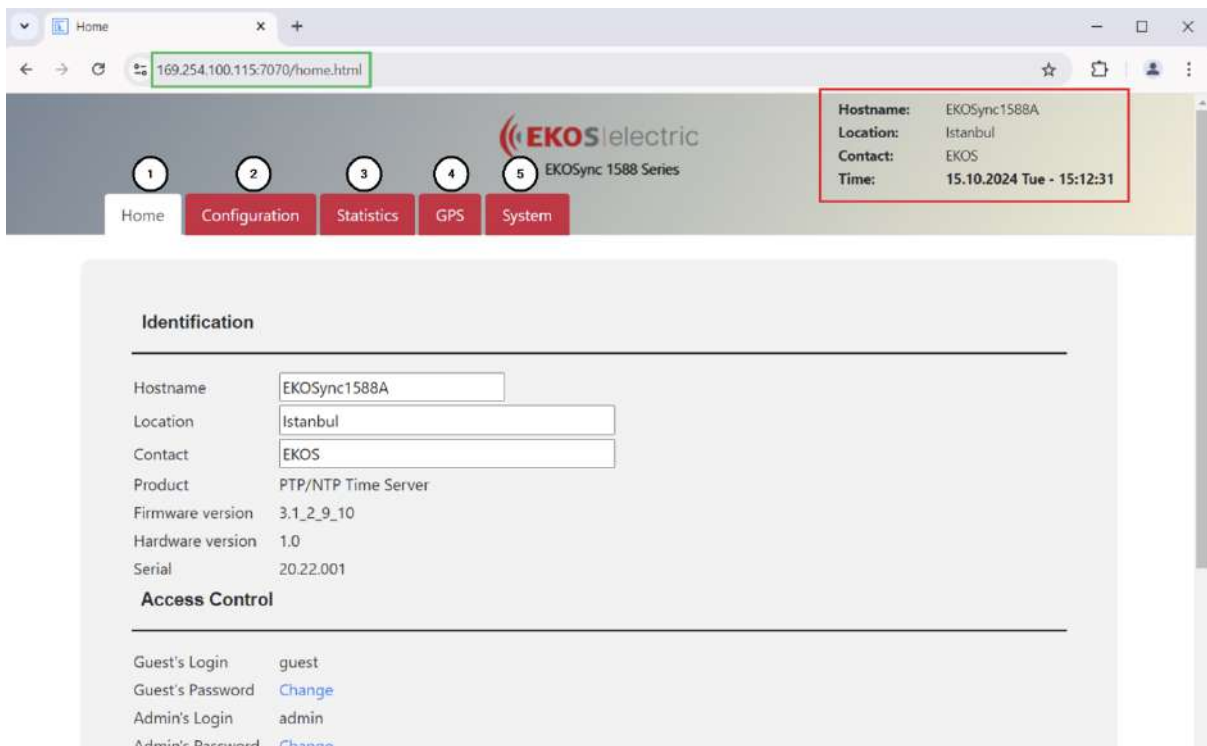 Home
169.254.100.115:7070/home.html
EKOS electric
EKOSync 1588 Series
Hostname: EKOSync1588A
Location: Istanbul
Contact: EKOS
Time: 15.10.2024 Tue - 15:12:31
1 2 3 4 5
Home Configuration Statistics GPS System
Identification
Hostname EKOSync1588A
Location Istanbul
Contact EKOS
Product PTP/NTP Time Server
Firmware version 3.1_2_9_10
Hardware version 1.0
Serial 20.22.001
Access Control
Guest's Login guest
Guest's Password Change
Admin's Login admin
Admin's Password Change